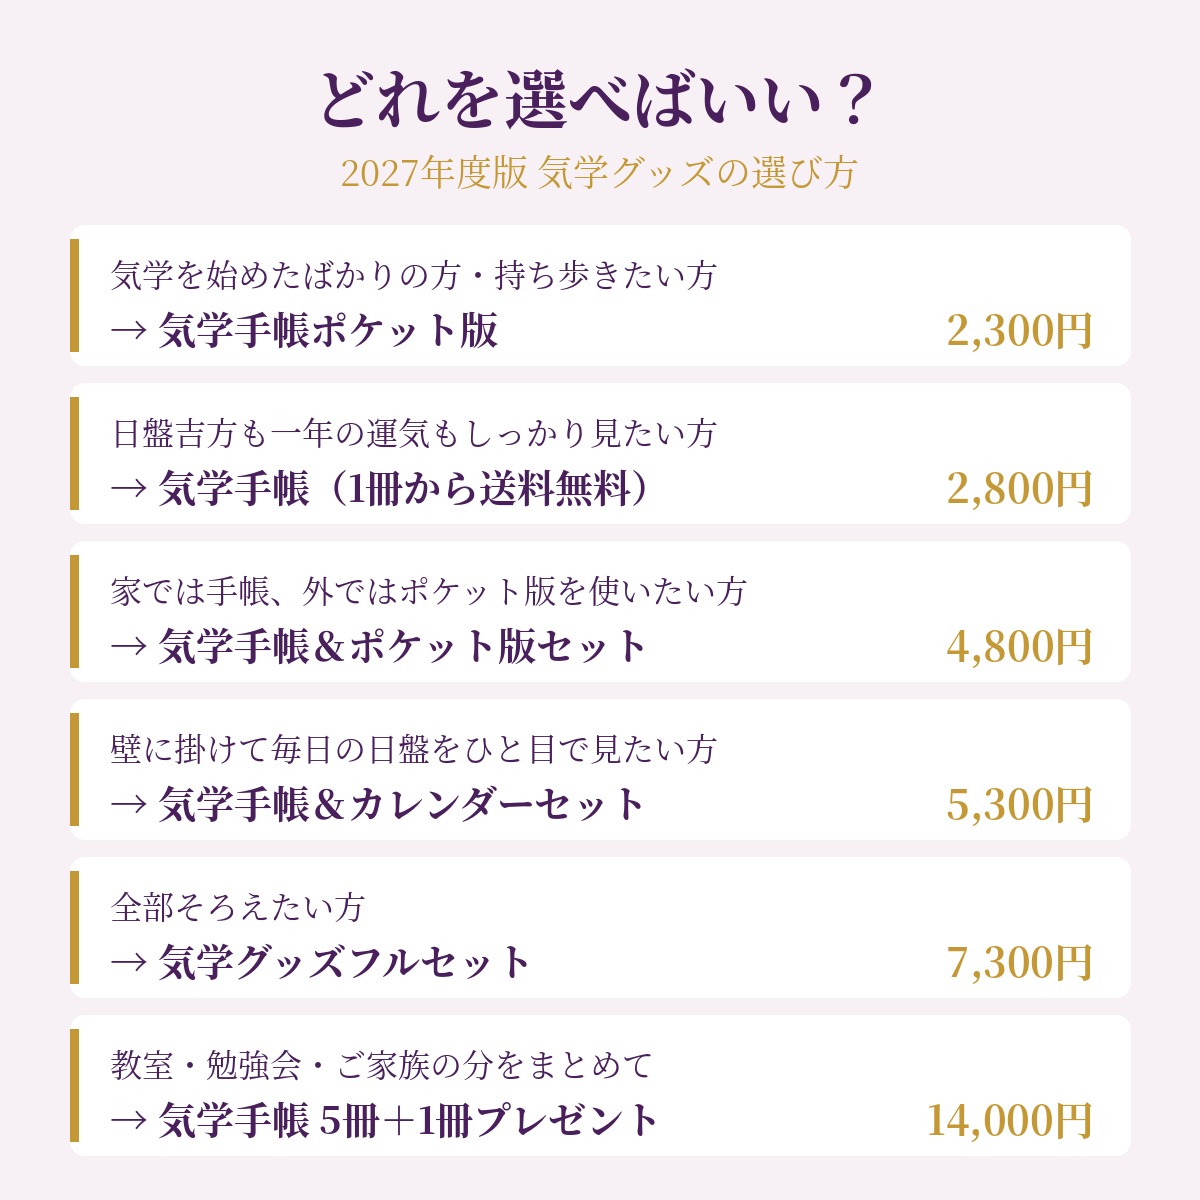 どれを選べばいい？
2027年度版 気学グッズの選び方
気学を始めたばかりの方・持ち歩きたい方
→ 気学手帳ポケット版 2,300円
日盤吉方も一年の運気もしっかり見たい方
→ 気学手帳（1冊から送料無料） 2,800円
家では手帳、外ではポケット版を使いたい方
→ 気学手帳＆ポケット版セット 4,800円
壁に掛けて毎日の日盤をひと目で見たい方
→ 気学手帳＆カレンダーセット 5,300円
全部そろえたい方
→ 気学グッズフルセット 7,300円
教室・勉強会・ご家族の分をまとめて
→ 気学手帳 5冊＋1冊プレゼント 14,000円